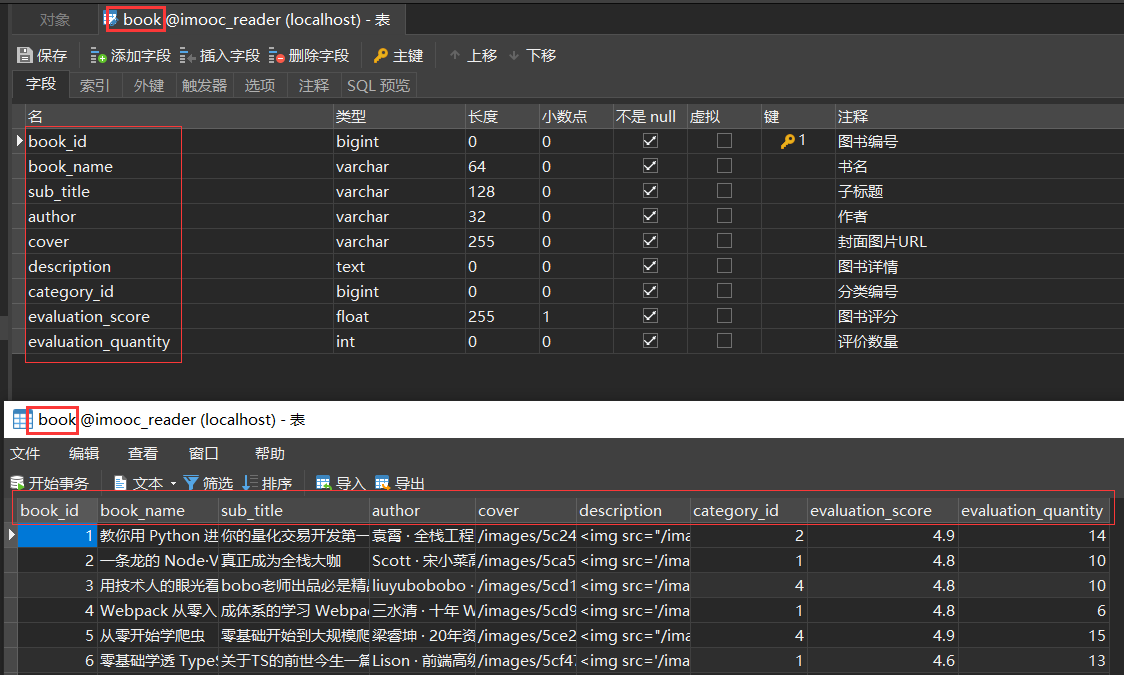 对象 book @imooc_reader (localhost) - 表
保存 添加字段 插入字段 删除字段 主键 上移 下移
字段 索引 外键 触发器 选项 注释 SQL 预览
名 类型 长度 小数点 不是 null 虚拟 键 注释
book_id bigint 0 0 1 图书编号
book_name varchar 64 0 书名
sub_title varchar 128 0 子标题
author varchar 32 0 作者
cover varchar 255 0 封面图片URL
description text 0 0 图书详情
category_id bigint 0 0 分类编号
evaluation_score float 255 1 图书评分
evaluation_quantity int 0 0 评价数量
book @imooc_reader (localhost) - 表
文件 编辑 查看 窗口 帮助
开始事务 文本 筛选 排序 导入 导出
book_id book_name sub_title author cover description category_id evaluation_score evaluation_quantity
1 教你用 Python 进 你的量化交易开发第一 袁霄 · 全栈工程 /images/5c24 <img src="/ima 2 4.9 14
2 一条龙的 Node·V 真正成为全栈大咖 Scott · 宋小菜高 /images/5ca5 <img src='/ima 1 4.8 10
3 用技术人的眼光看 bobo老师出品必是精品 liuyubobobo · /images/5cd1 <img src='/ima 4 4.8 10
4 Webpack 从零入 成体系的学习 Webpac 三水清 · 十年 W /images/5cd9 <img src='/ima 1 4.8 6
5 从零开始学爬虫 零基础开始到大规模爬 梁睿坤 · 20年资 /images/5ce2 <img src="/ima 4 4.9 15
6 零基础学透 TypeS 关于TS的前世今生一篇 Lison · 前端高级 /images/5cf47 <img src='/ima 1 4.6 13